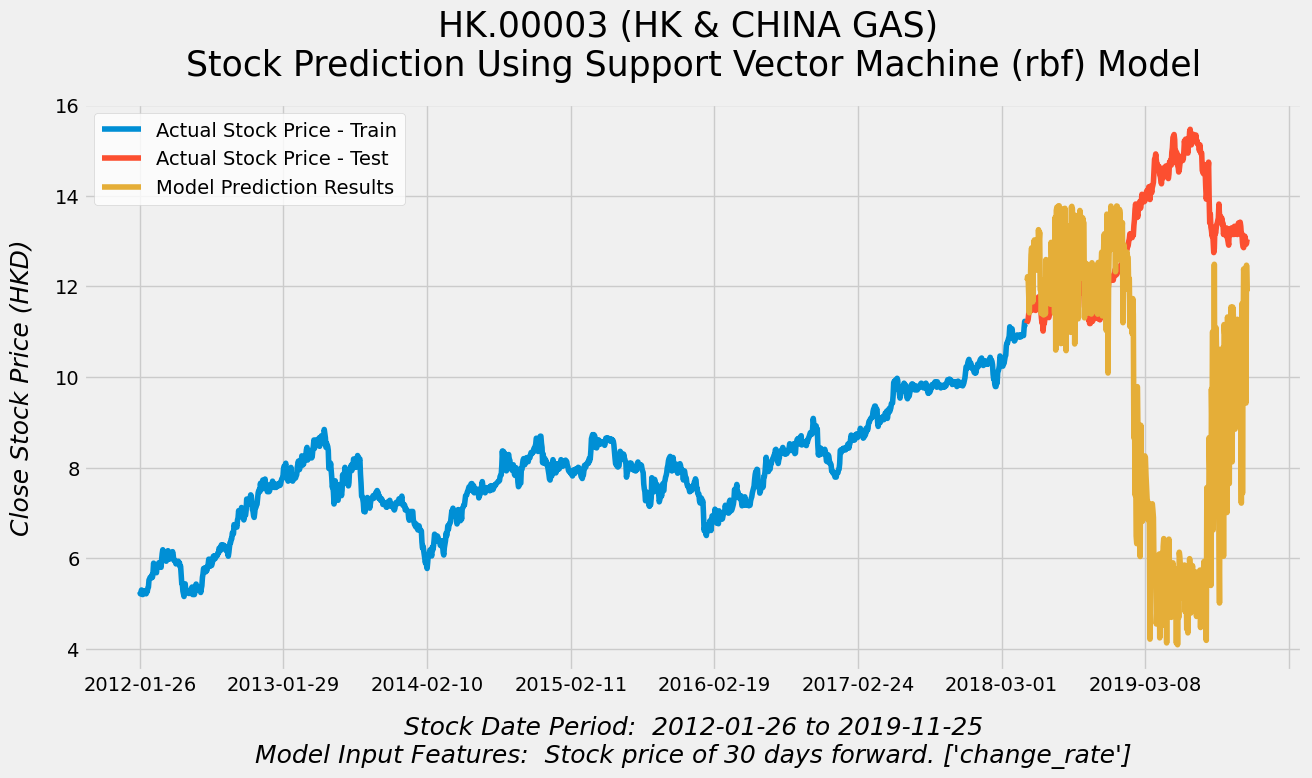 HK.00003 (HK & CHINA GAS)
Stock Prediction Using Support Vector Machine (rbf) Model
Actual Stock Price - Train
Actual Stock Price - Test
Model Prediction Results
Close Stock Price (HKD)
16
14
12
10
8
6
4
2012-01-26 2013-01-29 2014-02-10 2015-02-11 2016-02-19 2017-02-24 2018-03-01 2019-03-08
Stock Date Period:  2012-01-26 to 2019-11-25
Model Input Features:  Stock price of 30 days forward. ['change_rate']